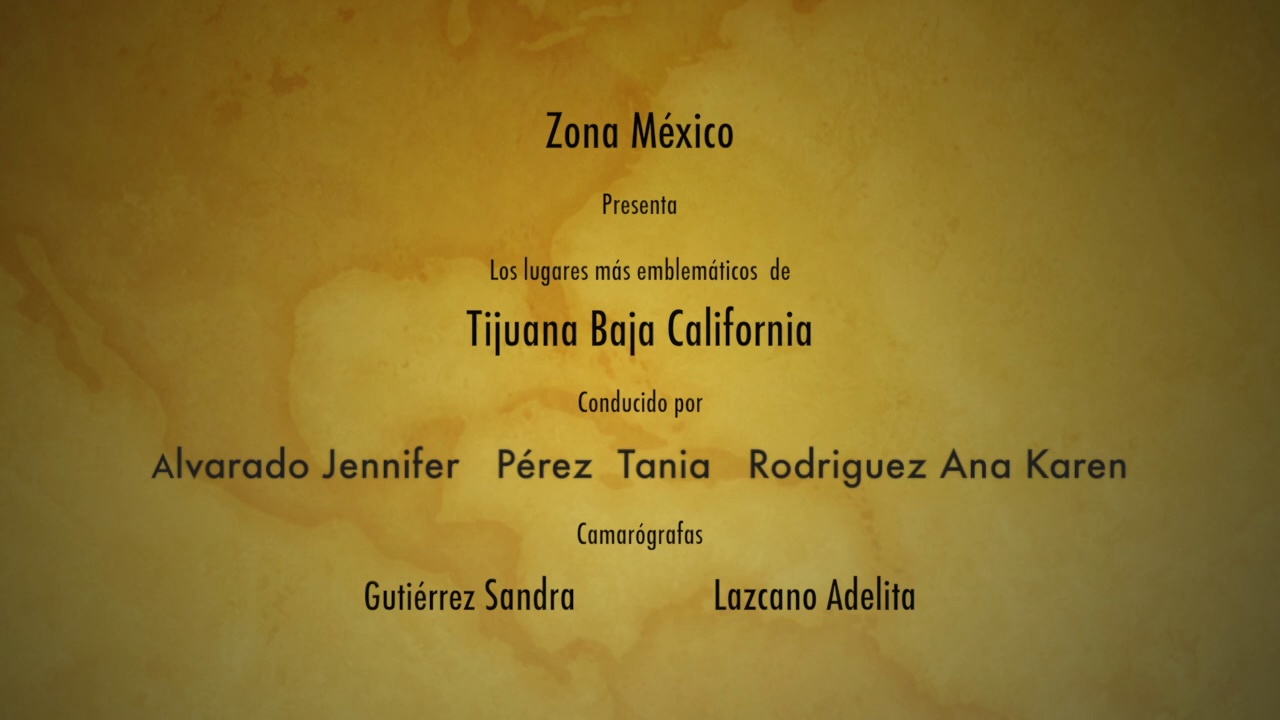 Zona México
Presenta
Los lugares más emblemáticos de
Tijuana Baja California
Conducido por
Alvarado Jennifer Pérez Tania Rodriguez Ana Karen
Camarógrafas
Gutiérrez Sandra Lazcano Adelita